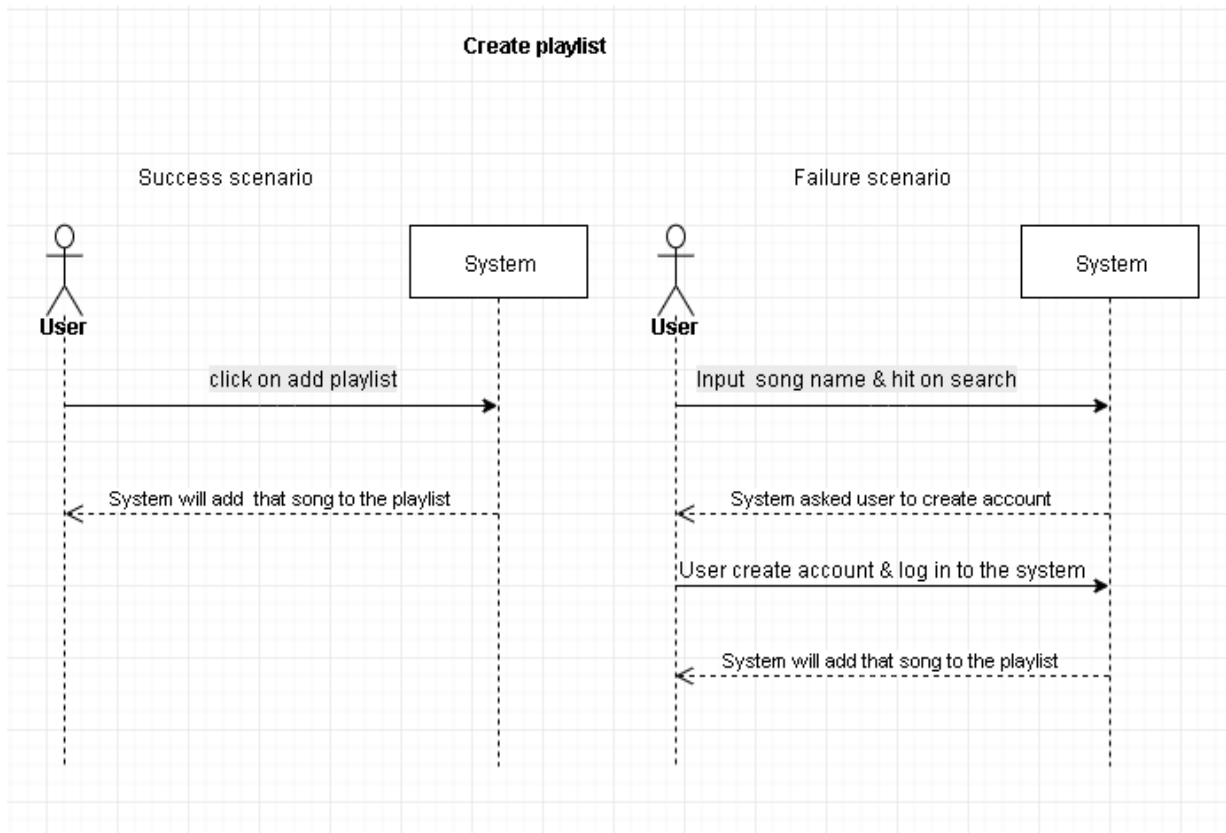 Create playlist
Success scenario
User
System
click on add playlist
System will add that song to the playlist
Failure scenario
User
System
Input song name & hit on search
System asked user to create account
User create account & log in to the system
System will add that song to the playlist